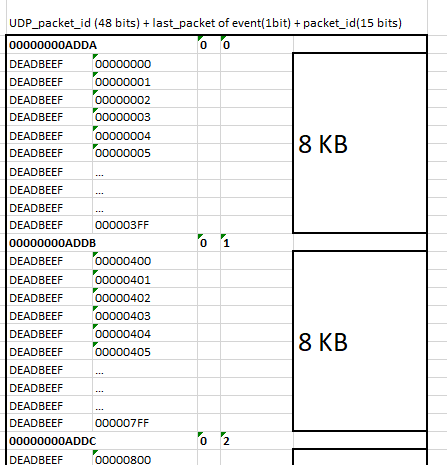 UDP_packet_id (48 bits) + last_packet of event(1bit) + packet_id(15 bits)
00000000ADDA 0 0
DEADBEEF 00000000
DEADBEEF 00000001
DEADBEEF 00000002
DEADBEEF 00000003
DEADBEEF 00000004
DEADBEEF 00000005
DEADBEEF ...
DEADBEEF ...
DEADBEEF ...
DEADBEEF 000003FF
8 KB
00000000ADDB 0 1
DEADBEEF 00000400
DEADBEEF 00000401
DEADBEEF 00000402
DEADBEEF 00000403
DEADBEEF 00000404
DEADBEEF 00000405
DEADBEEF ...
DEADBEEF ...
DEADBEEF ...
DEADBEEF 000007FF
8 KB
00000000ADDC 0 2
DEADBEEF 00000800